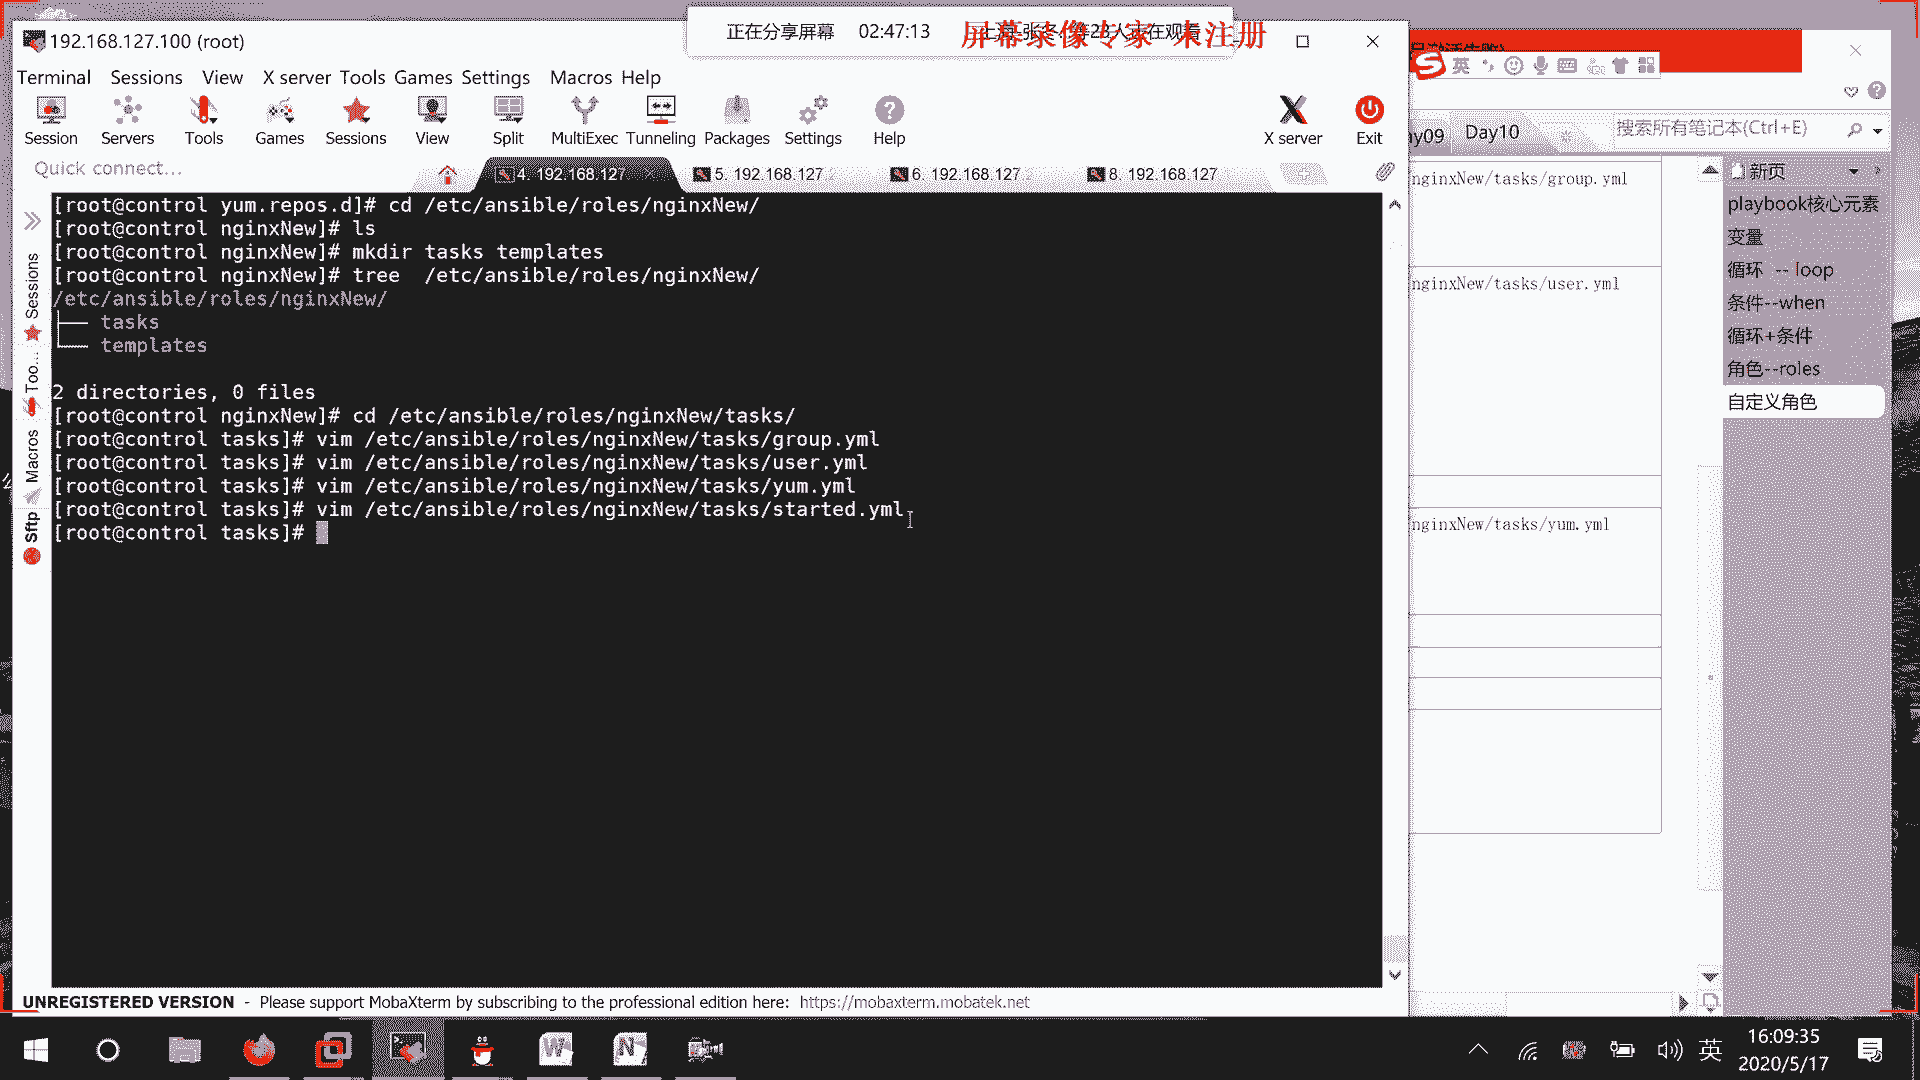 正在分享屏幕 02:47:13
屏幕录像专家 未注册
192.168.127.100 (root)
Terminal Sessions View X server Tools Games Settings Macros Help
Session Servers Tools Games Sessions View Split MultiExec Tunneling Packages Settings Help X server Exit
Quick connect...
4. 192.168.127 5. 192.168.127. 6. 192.168.127. 8. 192.168.127
[root@control yum.repos.d]# cd /etc/ansible/roles/nginxNew/
[root@control nginxNew]# ls
[root@control nginxNew]# mkdir tasks templates
[root@control nginxNew]# tree  /etc/ansible/roles/nginxNew/
/etc/ansible/roles/nginxNew/
├── tasks
└── templates
2 directories, 0 files
[root@control nginxNew]# cd /etc/ansible/roles/nginxNew/tasks/
[root@control tasks]# vim /etc/ansible/roles/nginxNew/tasks/group.yml
[root@control tasks]# vim /etc/ansible/roles/nginxNew/tasks/user.yml
[root@control tasks]# vim /etc/ansible/roles/nginxNew/tasks/yum.yml
[root@control tasks]# vim /etc/ansible/roles/nginxNew/tasks/started.yml
[root@control tasks]#
Sessions
Too...
Macros
Sftp
UNREGISTERED VERSION - Please support MobaXterm by subscribing to the professional edition here: https://mobaxterm.mobatek.net
英
ay09 Day10
搜索所有笔记本(Ctrl+E)
nginxNew/tasks/group.yml
nginxNew/tasks/user.yml
nginxNew/tasks/yum.yml
新页
playbook核心元素
变量
循环 -- loop
条件--when
循环+条件
角色--roles
自定义角色
英
16:09:35
2020/5/17